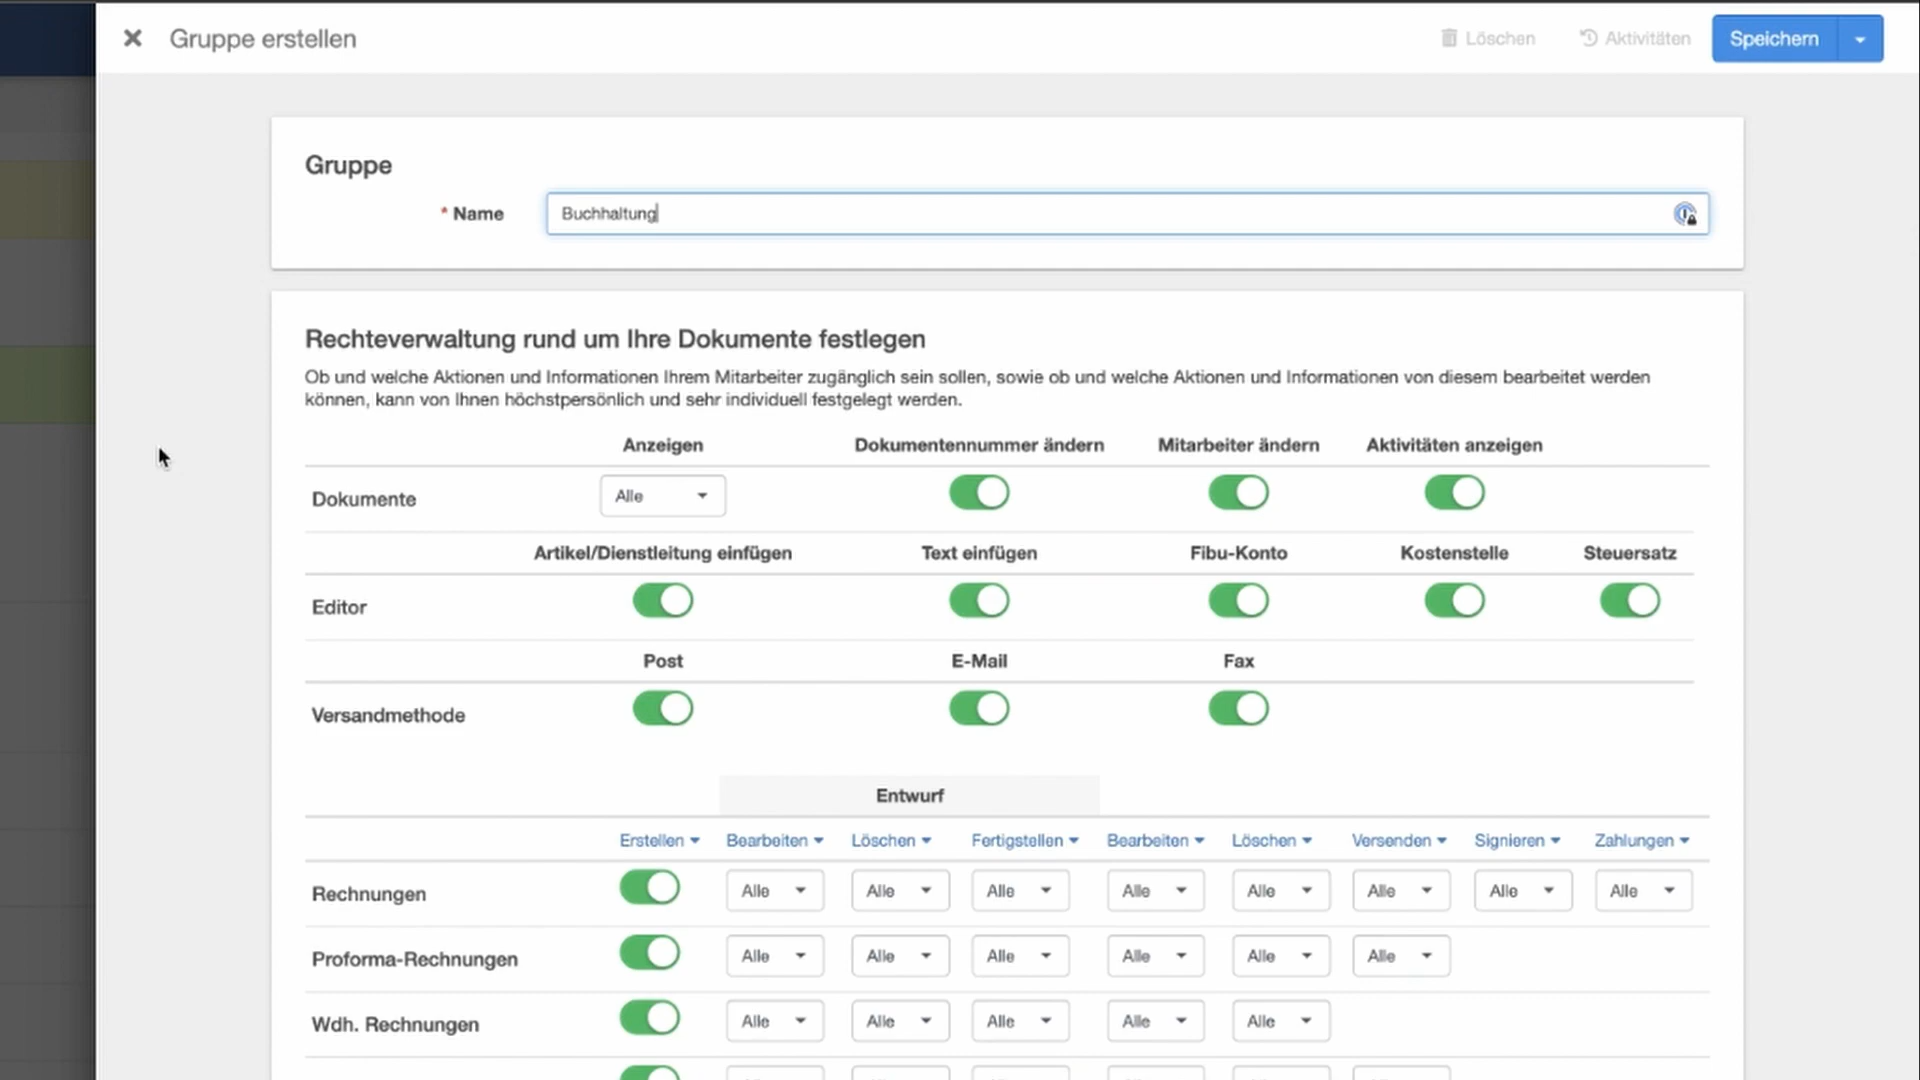 Gruppe erstellen
Löschen
Aktivitäten
Speichern
Gruppe
* Name
Buchhaltung
Rechteverwaltung rund um Ihre Dokumente festlegen
Ob und welche Aktionen und Informationen Ihrem Mitarbeiter zugänglich sein sollen, sowie ob und welche Aktionen und Informationen von diesem bearbeitet werden
können, kann von Ihnen höchstpersönlich und sehr individuell festgelegt werden.
Anzeigen Dokumentennummer ändern Mitarbeiter ändern Aktivitäten anzeigen
Dokumente Alle
Artikel/Dienstleitung einfügen Text einfügen Fibu-Konto Kostenstelle Steuersatz
Editor
Post E-Mail Fax
Versandmethode
Entwurf
Erstellen Bearbeiten Löschen Fertigstellen Bearbeiten Löschen Versenden Signieren Zahlungen
Rechnungen Alle Alle Alle Alle Alle Alle Alle Alle
Proforma-Rechnungen Alle Alle Alle Alle Alle Alle
Wdh. Rechnungen Alle Alle Alle Alle Alle